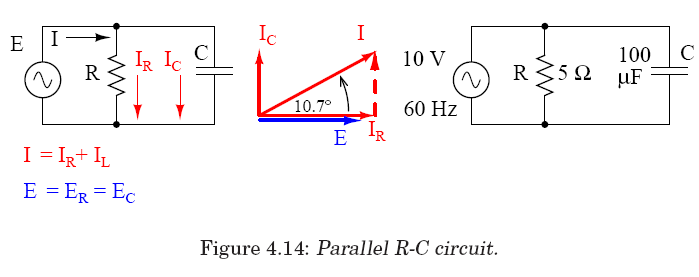 E I R I_R I_C C
I = I_R + I_L
E = E_R = E_C
I_C I
10.7°
E I_R
10 V
60 Hz
R 5 Ω
100 μF C
Figure 4.14: Parallel R-C circuit.